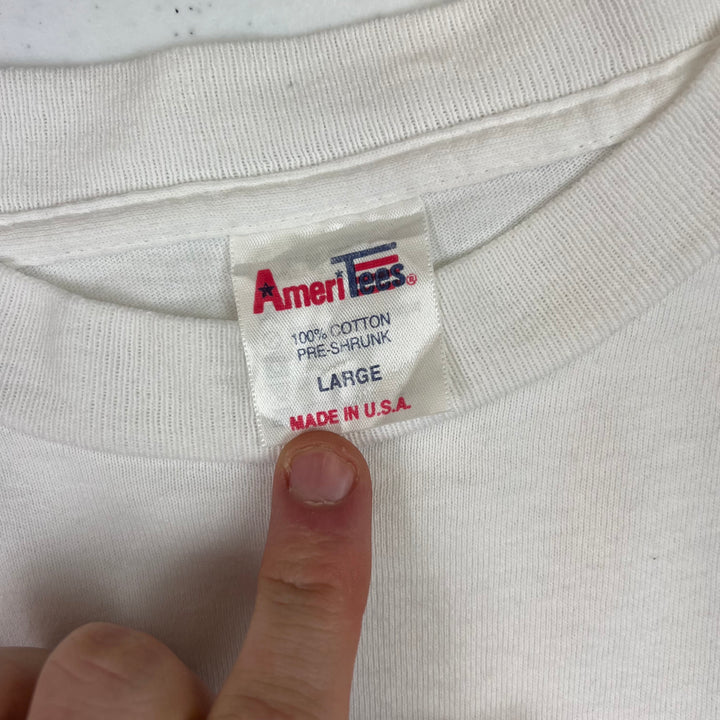 AmeriTees®
100% COTTON
PRE-SHRUNK
LARGE
MADE IN U.S.A.